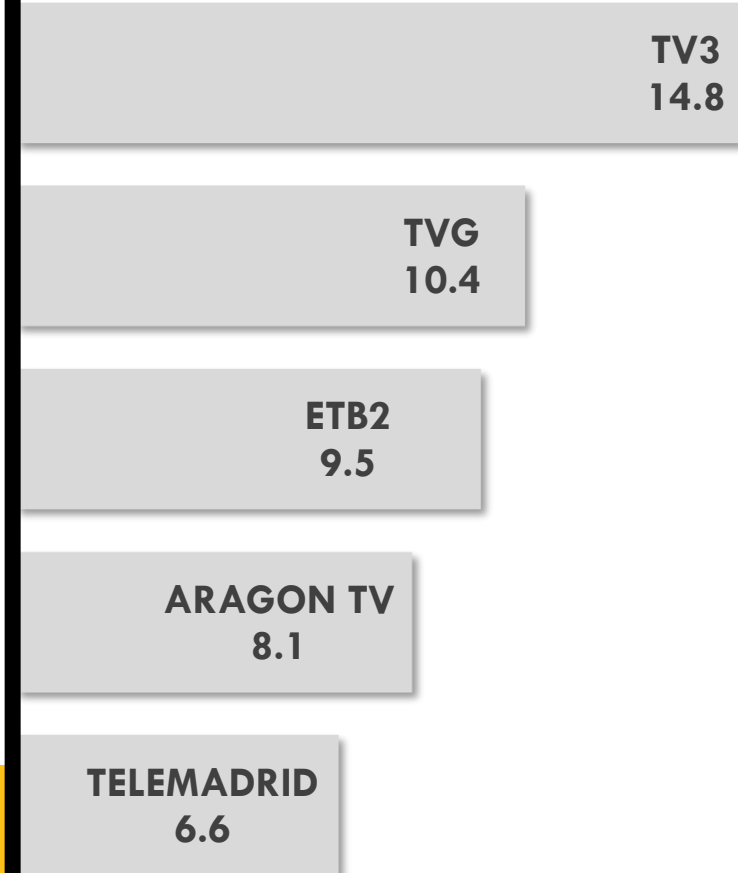 TV3
14.8
TVG
10.4
ETB2
9.5
ARAGON TV
8.1
TELEMADRID
6.6